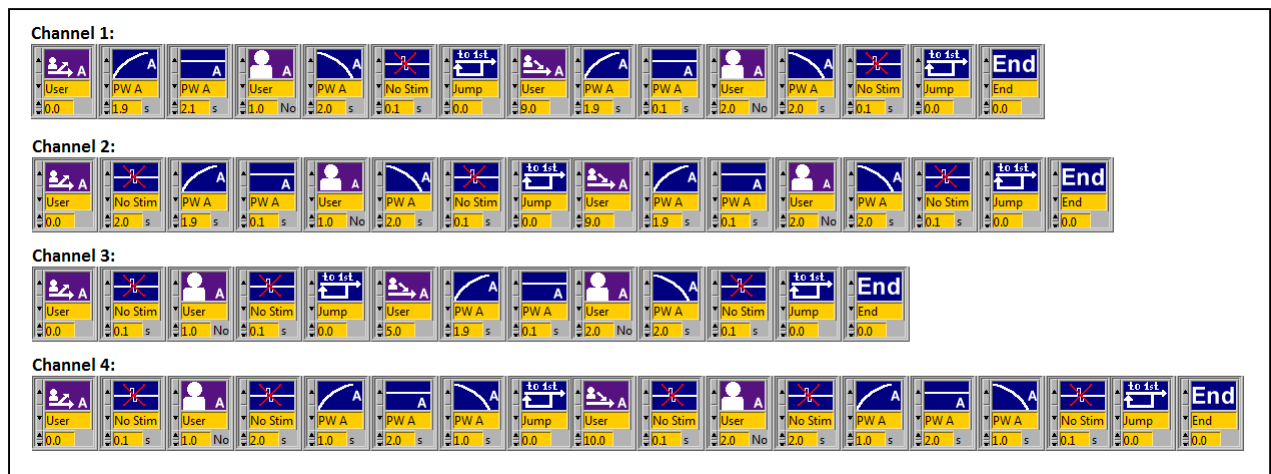 Channel 1:
A A A A A to 1st A A A A A to 1st End
User PW A PW A User PW A No Stim Jump User PW A PW A User PW A No Stim Jump End
0.0 1.9 s 2.1 s 1.0 No 2.0 s 0.1 s 0.0 9.0 1.9 s 0.1 s 2.0 No 2.0 s 0.1 s 0.0 0.0
Channel 2:
A A A A A to 1st A A A A A to 1st End
User No Stim PW A PW A User PW A No Stim Jump User PW A PW A User PW A No Stim Jump End
0.0 2.0 s 1.9 s 0.1 s 1.0 No 2.0 s 0.1 s 0.0 9.0 1.9 s 0.1 s 2.0 No 2.0 s 0.1 s 0.0 0.0
Channel 3:
A A to 1st A A A A A to 1st End
User No Stim User No Stim Jump User PW A PW A User PW A No Stim Jump End
0.0 0.1 s 1.0 No 0.1 s 0.0 5.0 1.9 s 0.1 s 2.0 No 2.0 s 0.1 s 0.0 0.0
Channel 4:
A A A A A to 1st A A A A A to 1st End
User No Stim User No Stim PW A PW A PW A Jump User No Stim User No Stim PW A PW A PW A No Stim Jump End
0.0 0.1 s 1.0 No 2.0 s 1.0 s 2.0 s 1.0 s 0.0 10.0 0.1 s 2.0 No 2.0 s 1.0 s 2.0 s 1.0 s 0.1 s 0.0 0.0